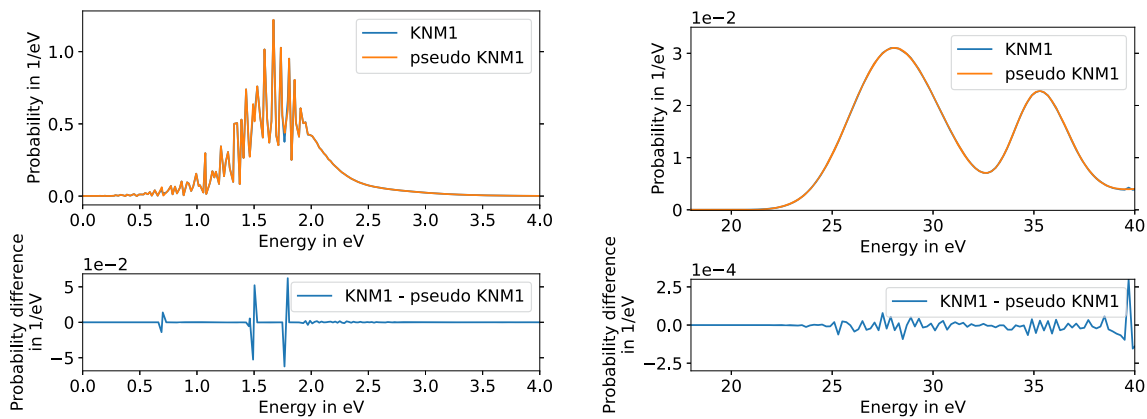 Probability in 1/eV
1.0
0.5
0.0
KNM1
pseudo KNM1
0.0 0.5 1.0 1.5 2.0 2.5 3.0 3.5 4.0
Energy in eV
Probability difference
in 1/eV
1e−2
5
0
−5
KNM1 - pseudo KNM1
0.0 0.5 1.0 1.5 2.0 2.5 3.0 3.5 4.0
Energy in eV
1e−2
Probability in 1/eV
3
2
1
0
KNM1
pseudo KNM1
20 25 30 35 40
Energy in eV
Probability difference
in 1/eV
1e−4
2.5
0.0
−2.5
KNM1 - pseudo KNM1
20 25 30 35 40
Energy in eV